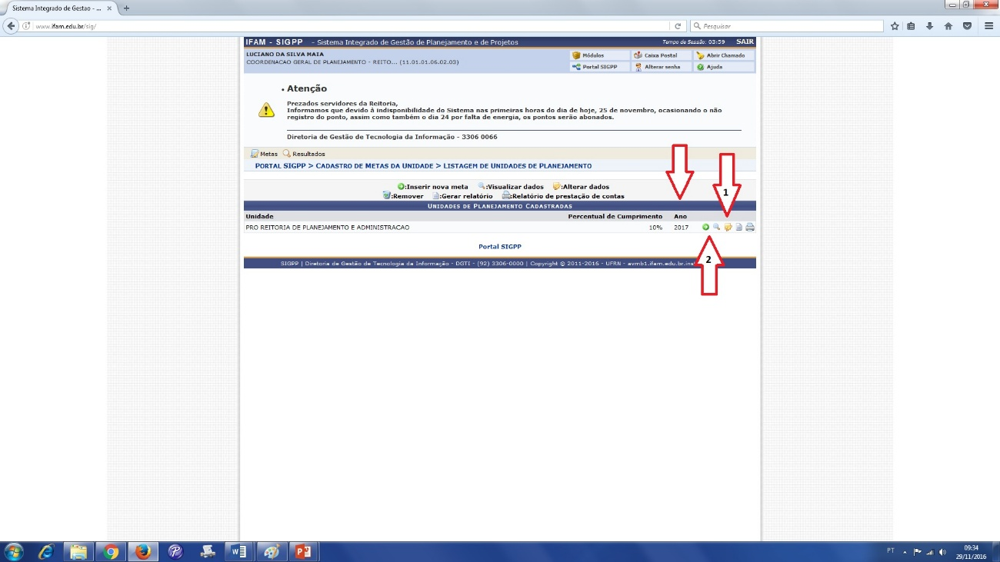 Sistema Integrado de Gestao - ...
www.ifam.edu.br/sig/
Pesquisar
IFAM - SIGPP - Sistema Integrado de Gestão de Planejamento e de Projetos
Tempo de Sessão: 03:59 SAIR
LUCIANO DA SILVA MAIA
COORDENACAO GERAL DE PLANEJAMENTO - REITO... (11.01.01.06.02.03)
Módulos Caixa Postal Abrir Chamado
Portal SIGPP Alterar senha Ajuda
• Atenção
Prezados servidores da Reitoria,
Informamos que devido à indisponibilidade do Sistema nas primeiras horas do dia de hoje, 25 de novembro, ocasionando o não
registro do ponto, assim como também o dia 24 por falta de energia, os pontos serão abonados.
Diretoria de Gestão de Tecnologia da Informação - 3306 0066
Metas Resultados
PORTAL SIGPP > CADASTRO DE METAS DA UNIDADE > LISTAGEM DE UNIDADES DE PLANEJAMENTO
:Inserir nova meta :Visualizar dados :Alterar dados
:Remover :Gerar relatório :Relatório de prestação de contas
1
UNIDADES DE PLANEJAMENTO CADASTRADAS
Unidade Percentual de Cumprimento Ano
PRO REITORIA DE PLANEJAMENTO E ADMINISTRACAO 10% 2017
Portal SIGPP
2
SIGPP | Diretoria de Gestão de Tecnologia da Informação - DGTI - (92) 3306-0000 | Copyright © 2011-2016 - UFRN - avmb1.ifam.edu.br.ins
PT
09:34
29/11/2016